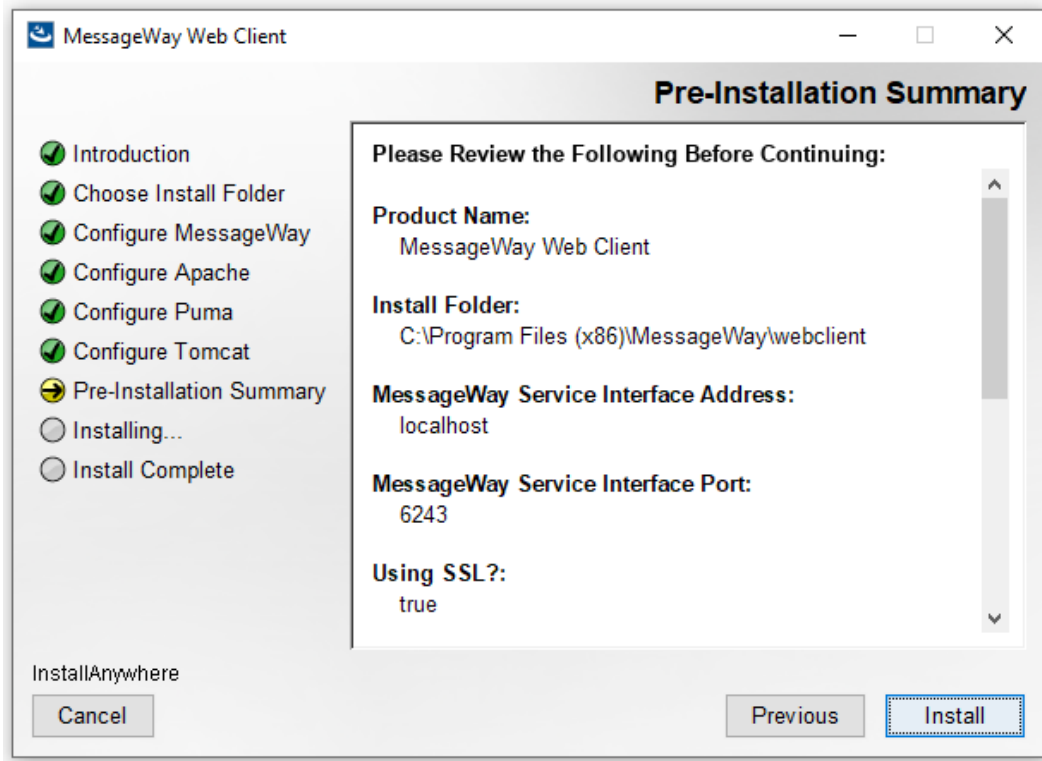 MessageWay Web Client
Pre-Installation Summary
Introduction
Choose Install Folder
Configure MessageWay
Configure Apache
Configure Puma
Configure Tomcat
Pre-Installation Summary
Installing...
Install Complete
Please Review the Following Before Continuing:
Product Name:
MessageWay Web Client
Install Folder:
C:\Program Files (x86)\MessageWay\webclient
MessageWay Service Interface Address:
localhost
MessageWay Service Interface Port:
6243
Using SSL?:
true
InstallAnywhere
Cancel
Previous
Install